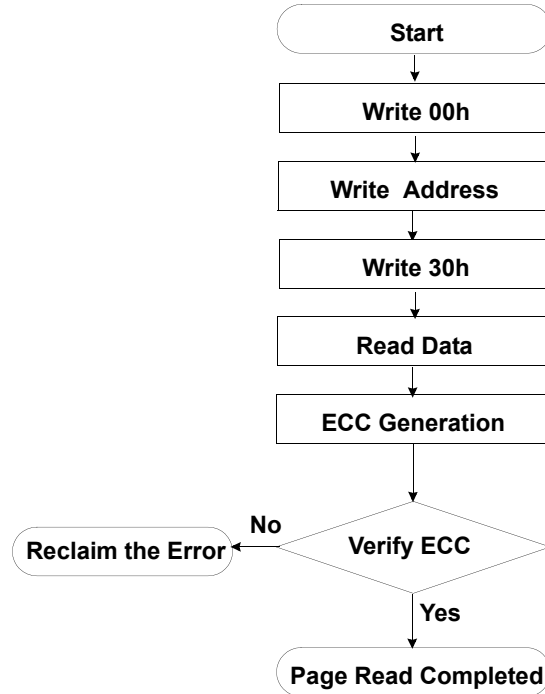 Start
Write 00h
Write Address
Write 30h
Read Data
ECC Generation
No
Reclaim the Error
Verify ECC
Yes
Page Read Completed